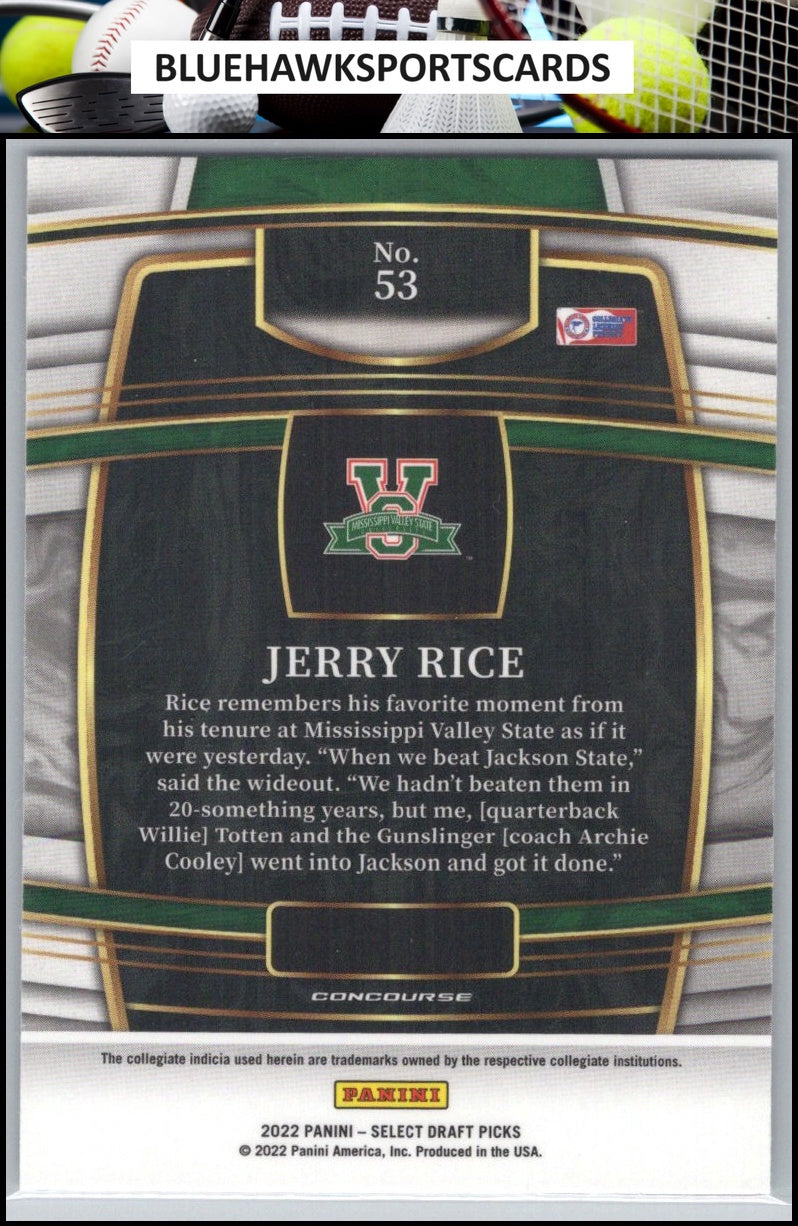 BLUEHAWKSPORTSCARDS
No.
53
MISSISSIPPI VALLEY STATE
JERRY RICE
Rice remembers his favorite moment from
his tenure at Mississippi Valley State as if it
were yesterday. “When we beat Jackson State,”
said the wideout. “We hadn’t beaten them in
20-something years, but me, [quarterback
Willie] Totten and the Gunslinger [coach Archie
Cooley] went into Jackson and got it done.”
CONCOURSE
The collegiate indicia used herein are trademarks owned by the respective collegiate institutions.
PANINI
2022 PANINI – SELECT DRAFT PICKS
© 2022 Panini America, Inc. Produced in the USA.